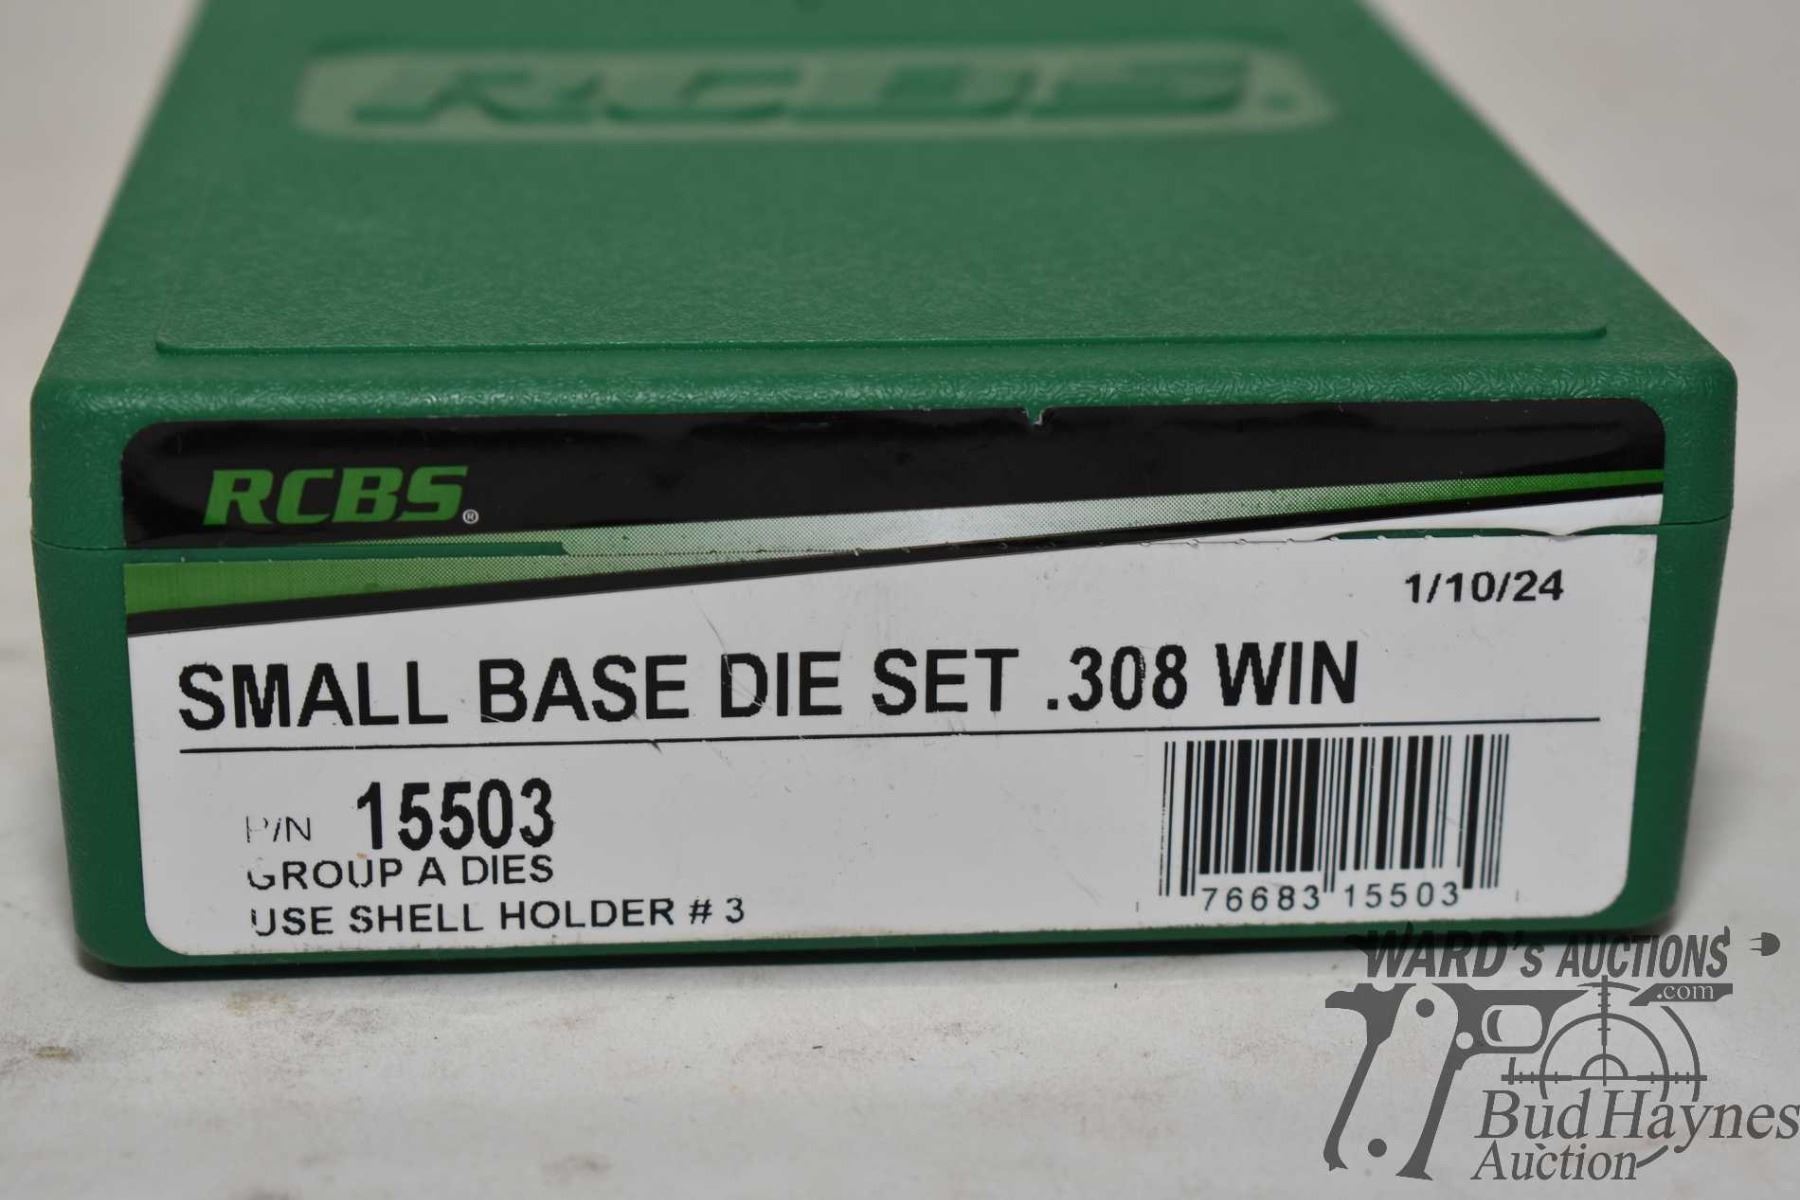 RCBS
RCBS®
1/10/24
SMALL BASE DIE SET .308 WIN
P/N 15503
GROUP A DIES
USE SHELL HOLDER # 3
76683 15503
WARD's AUCTIONS
.com
Bud Haynes
Auction